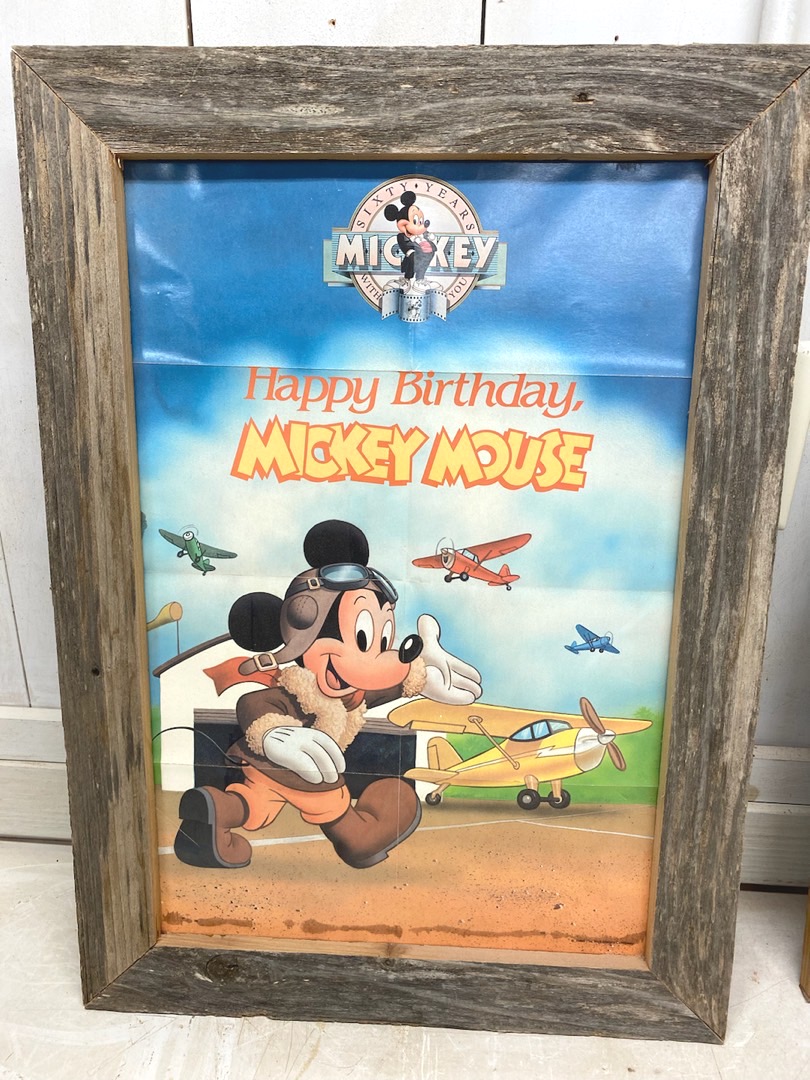 SIXTY YEARS
MICKEY
WITH YOU
Happy Birthday,
MICKEY MOUSE